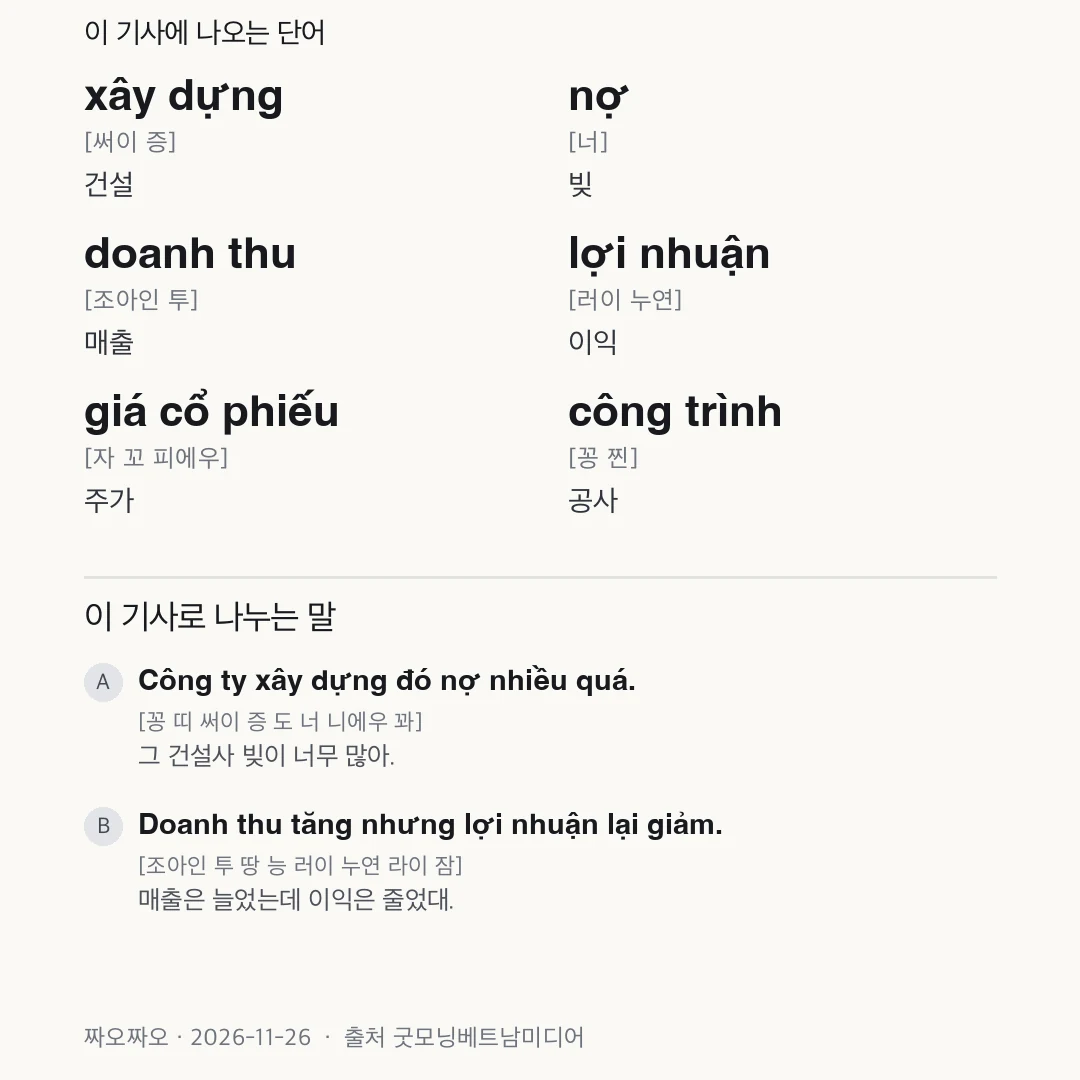 이 기사에 나오는 단어
xây dựng
[써이 증]
건설
nợ
[너]
빚
doanh thu
[조아인 투]
매출
lợi nhuận
[러이 누연]
이익
giá cổ phiếu
[자 꼬 피에우]
주가
công trình
[꽁 찐]
공사
이 기사로 나누는 말
A Công ty xây dựng đó nợ nhiều quá.
[꽁 띠 써이 증 도 너 니에우 꽈]
그 건설사 빚이 너무 많아.
B Doanh thu tăng nhưng lợi nhuận lại giảm.
[조아인 투 땅 능 러이 누연 라이 잠]
매출은 늘었는데 이익은 줄었대.
짜오짜오 · 2026-11-26 · 출처 굿모닝베트남미디어